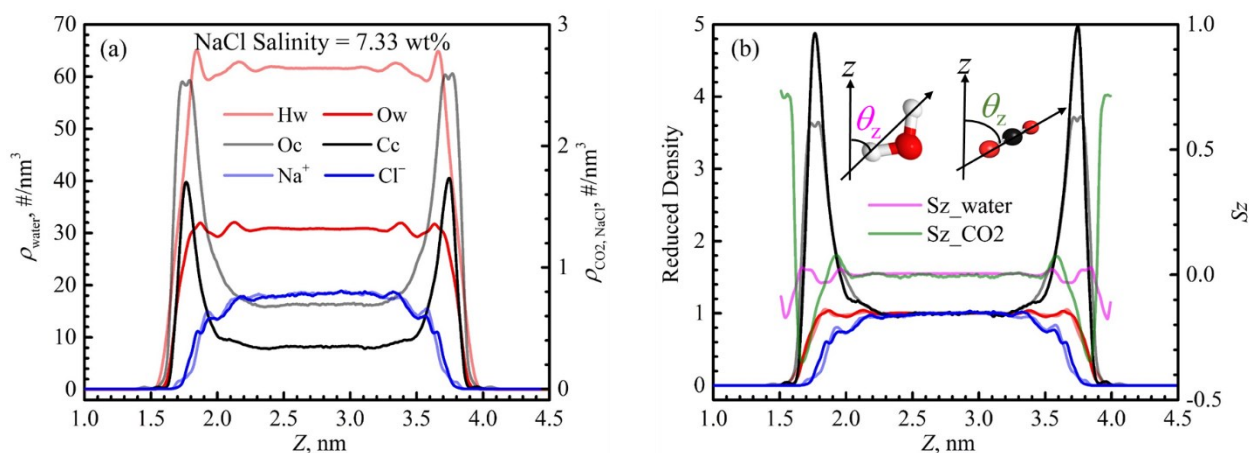 (a) NaCl Salinity = 7.33 wt%
Hw Ow
Oc Cc
Na⁺ Cl⁻
ρwater, #/nm³
70
60
50
40
30
20
10
0
ρCO2, NaCl, #/nm³
3
2
1
0
1.0 1.5 2.0 2.5 3.0 3.5 4.0 4.5
Z, nm
(b)
z z
θz θz
Sz_water
Sz_CO2
Reduced Density
5
4
3
2
1
0
Sz
1.0
0.5
0.0
-0.5
1.0 1.5 2.0 2.5 3.0 3.5 4.0 4.5
Z, nm